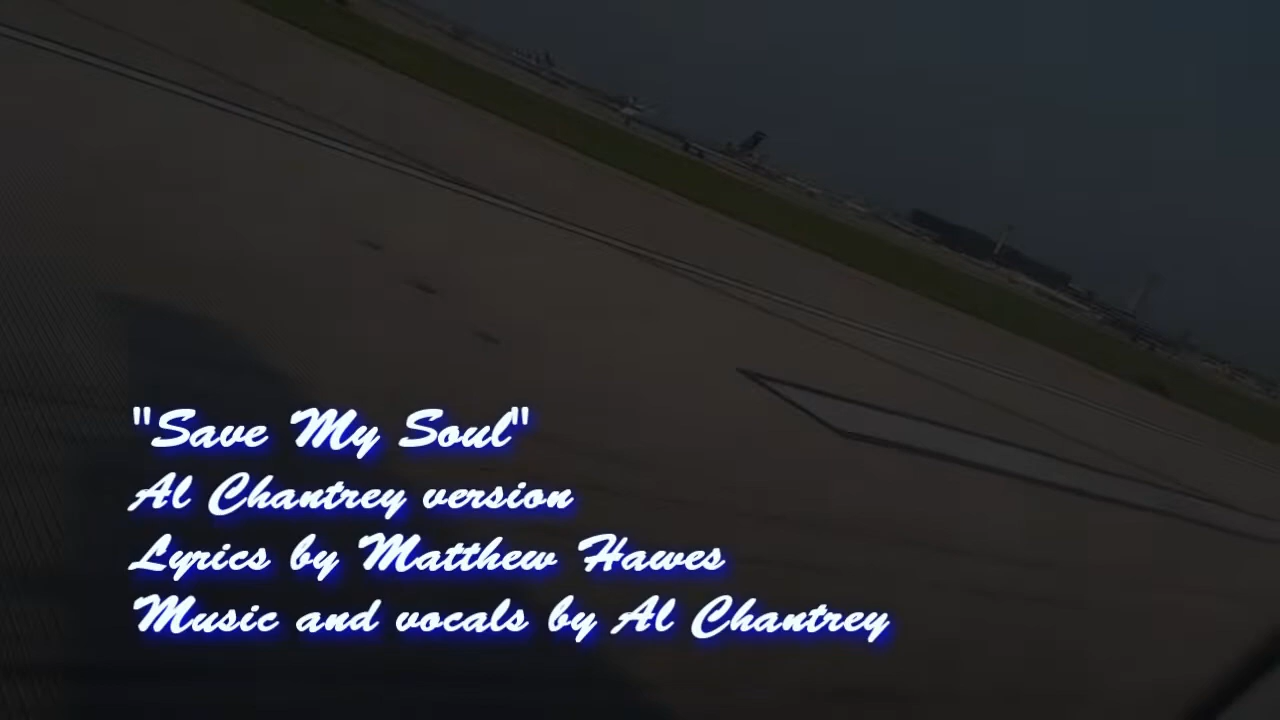 "Save My Soul"
Al Chantrey version
Lyrics by Matthew Hawes
Music and vocals by Al Chantrey